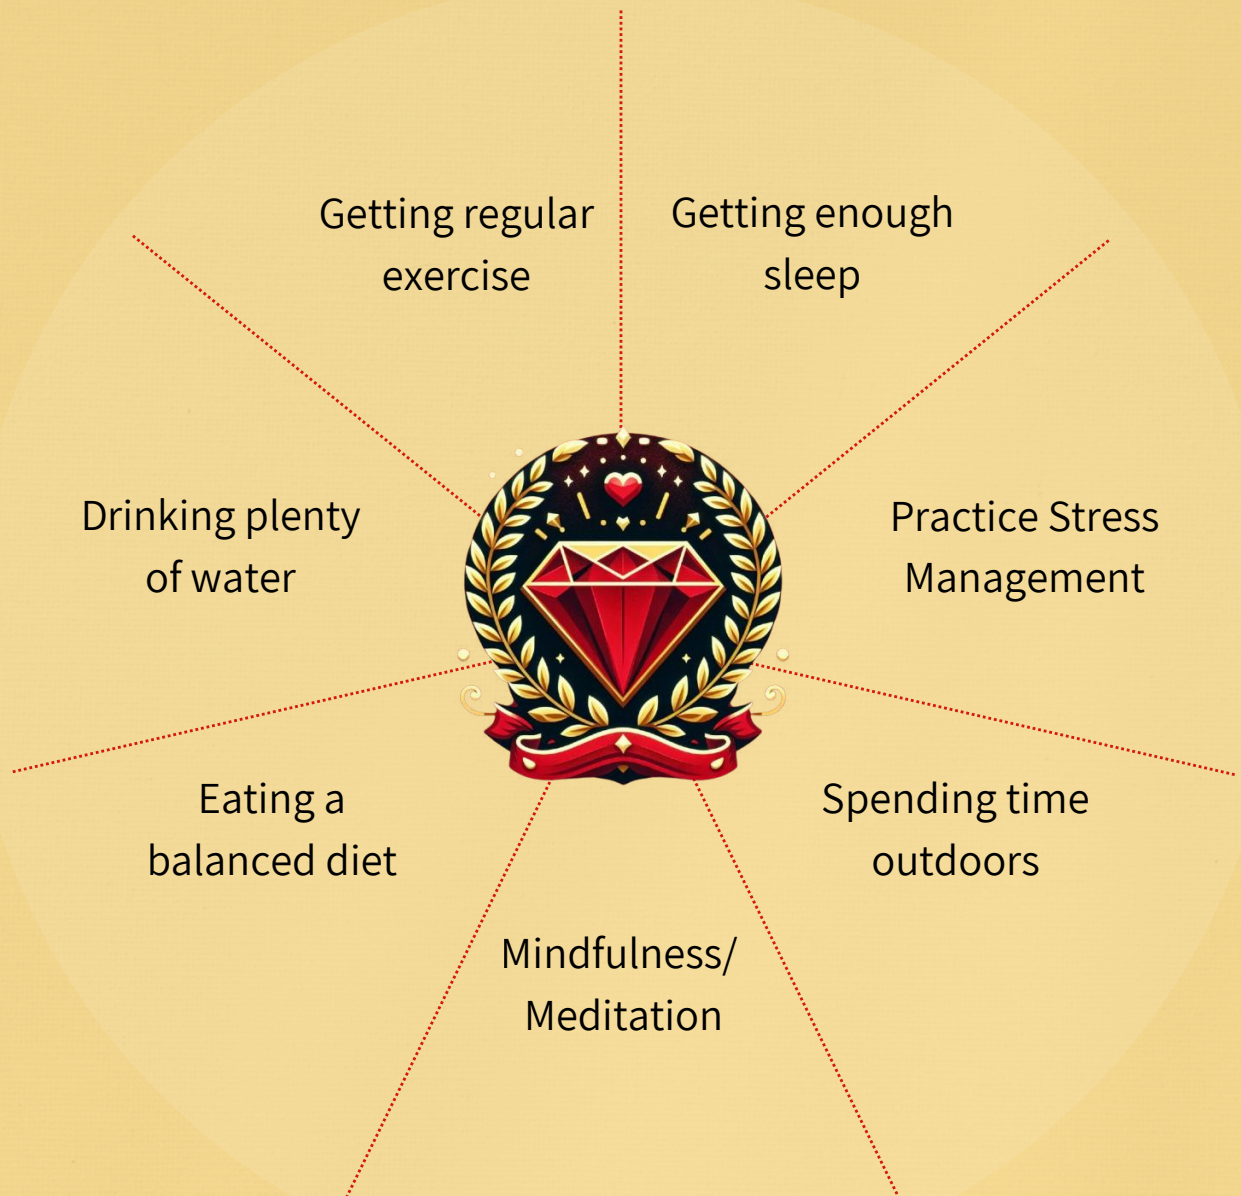 Getting regular
exercise
Getting enough
sleep
Drinking plenty
of water
Practice Stress
Management
Eating a
balanced diet
Spending time
outdoors
Mindfulness/
Meditation